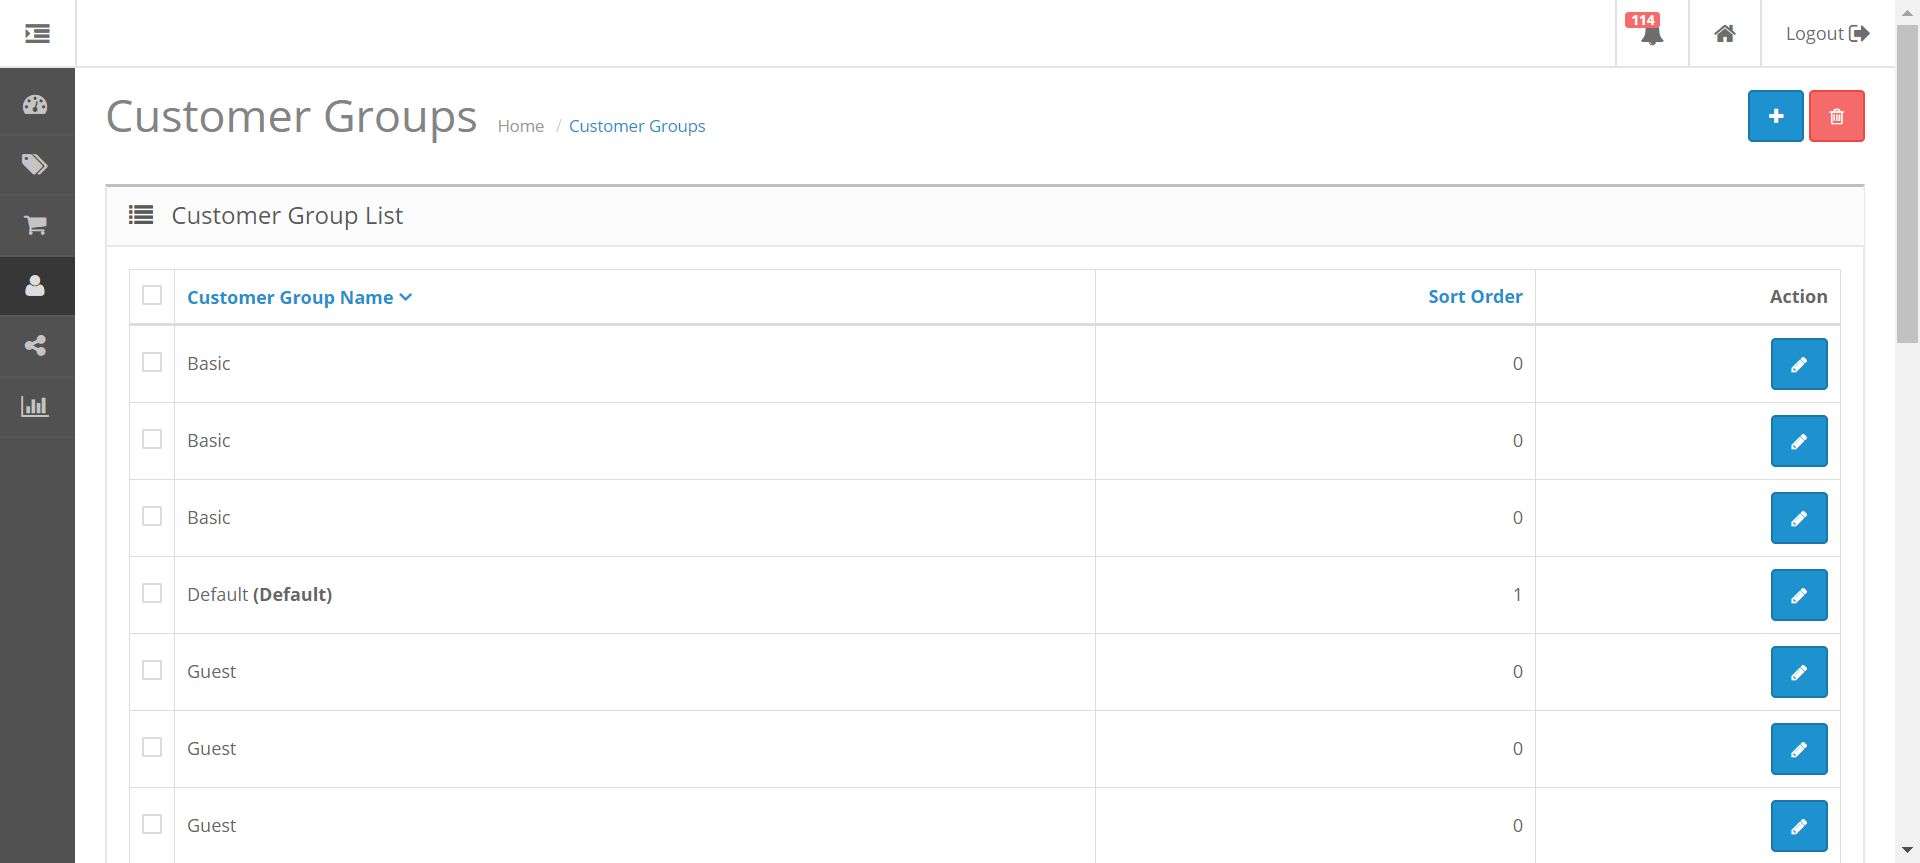 114
Logout
Customer Groups
Home / Customer Groups
Customer Group List
Customer Group Name Sort Order Action
Basic 0
Basic 0
Basic 0
Default (Default) 1
Guest 0
Guest 0
Guest 0